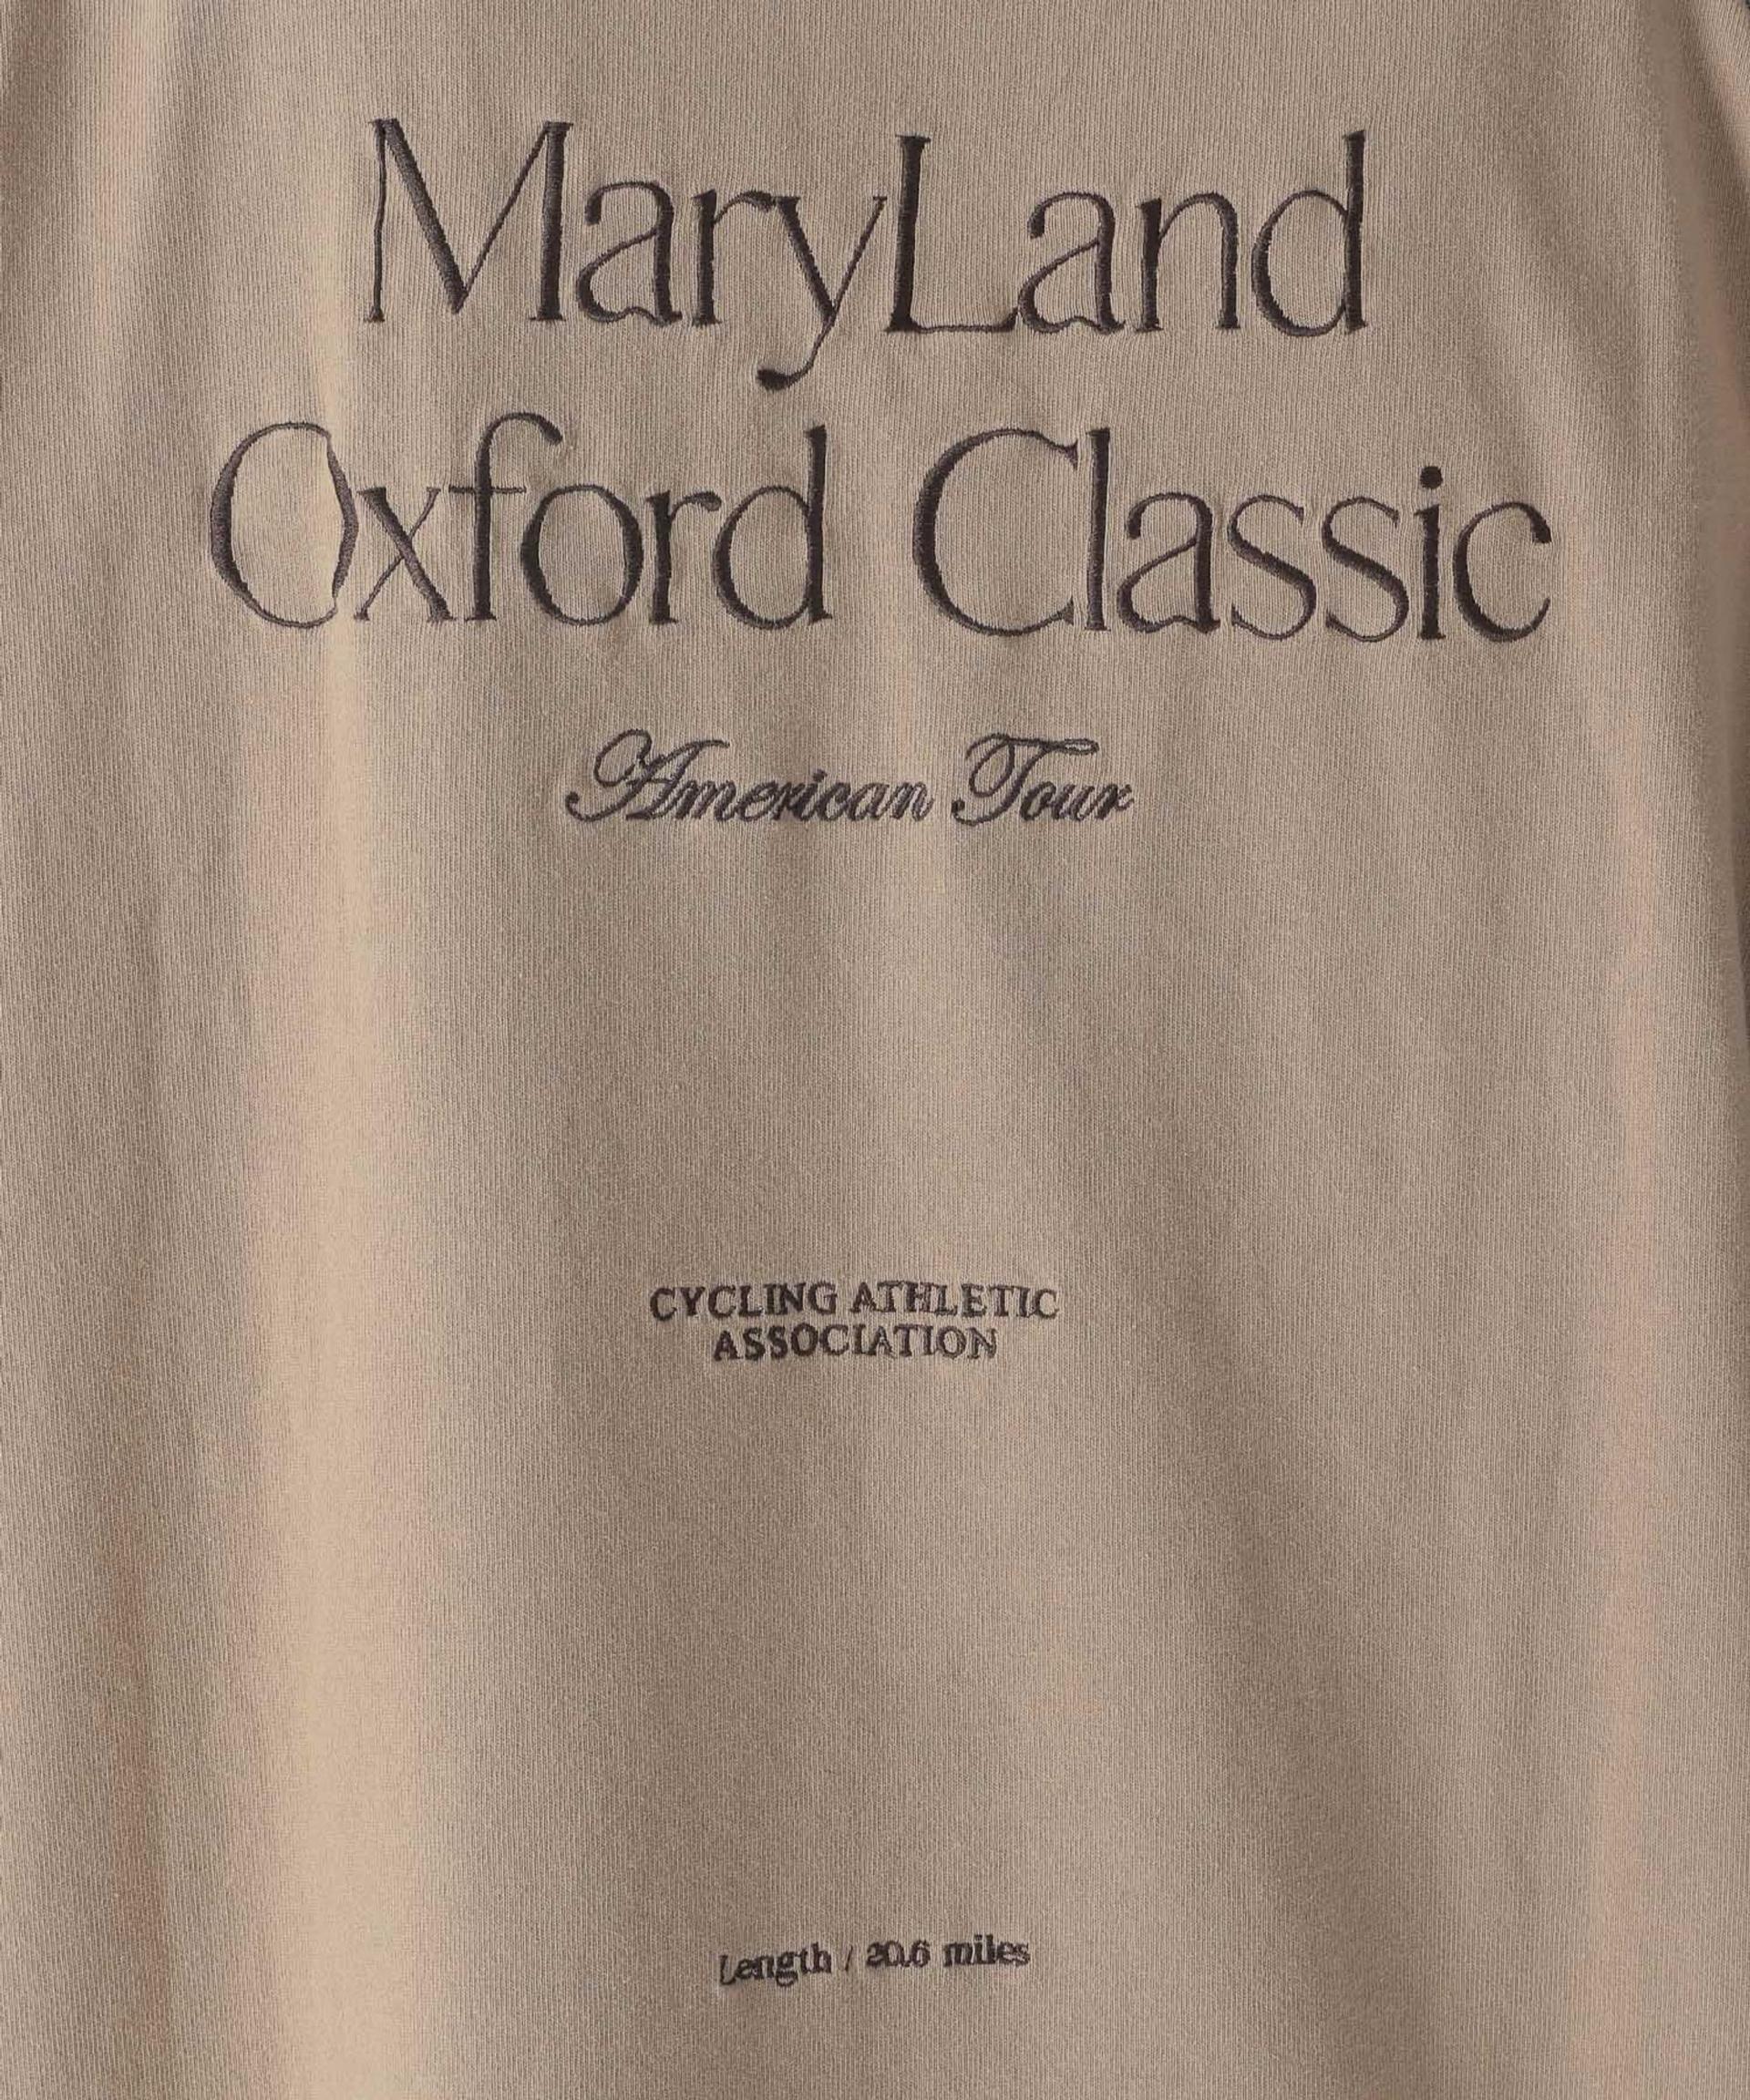 MaryLand
Oxford Classic
American Tour
CYCLING ATHLETIC
ASSOCIATION
Length / 20.6 miles